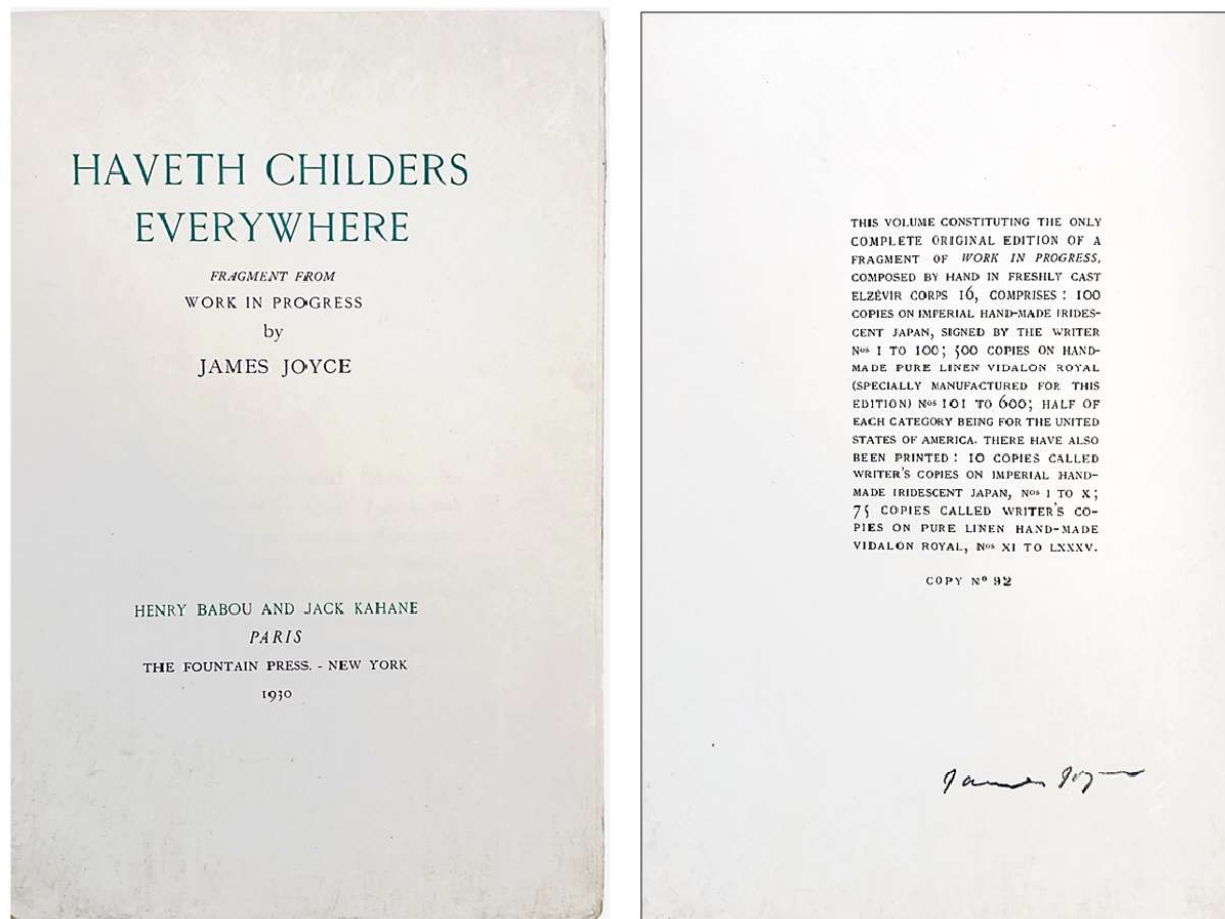 HAVETH CHILDERS
EVERYWHERE
FRAGMENT FROM
WORK IN PROGRESS
by
JAMES JOYCE
HENRY BABOU AND JACK KAHANE
PARIS
THE FOUNTAIN PRESS. - NEW YORK
1930
THIS VOLUME CONSTITUTING THE ONLY
COMPLETE ORIGINAL EDITION OF A
FRAGMENT OF WORK IN PROGRESS,
COMPOSED BY HAND IN FRESHLY CAST
ELZÉVIR CORPS 16, COMPRISES : 100
COPIES ON IMPERIAL HAND-MADE IRIDES-
CENT JAPAN, SIGNED BY THE WRITER
Nos 1 TO 100; 500 COPIES ON HAND-
MADE PURE LINEN VIDALON ROYAL
(SPECIALLY MANUFACTURED FOR THIS
EDITION) Nos 101 TO 600; HALF OF
EACH CATEGORY BEING FOR THE UNITED
STATES OF AMERICA. THERE HAVE ALSO
BEEN PRINTED : 10 COPIES CALLED
WRITER'S COPIES ON IMPERIAL HAND-
MADE IRIDESCENT JAPAN, Nos I TO X;
75 COPIES CALLED WRITER'S CO-
PIES ON PURE LINEN HAND-MADE
VIDALON ROYAL, Nos XI TO LXXXV.
COPY No 92
James Joyce